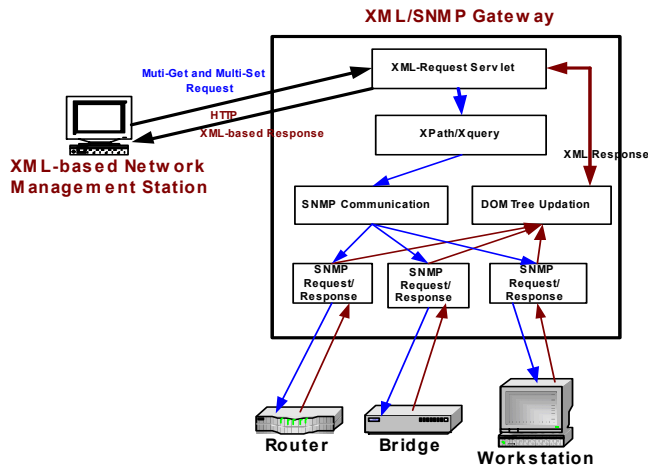 XML/SNMP Gateway
Muti-Get and Multi-Set
Request
XML-Request Servlet
HTTP
XML-based Response
XPath/Xquery
XML Response
XML-based Network
Management Station
SNMP Communication
DOM Tree Updation
SNMP
Request/
Response
SNMP
Request/
Response
SNMP
Request/
Response
Router
Bridge
Workstation